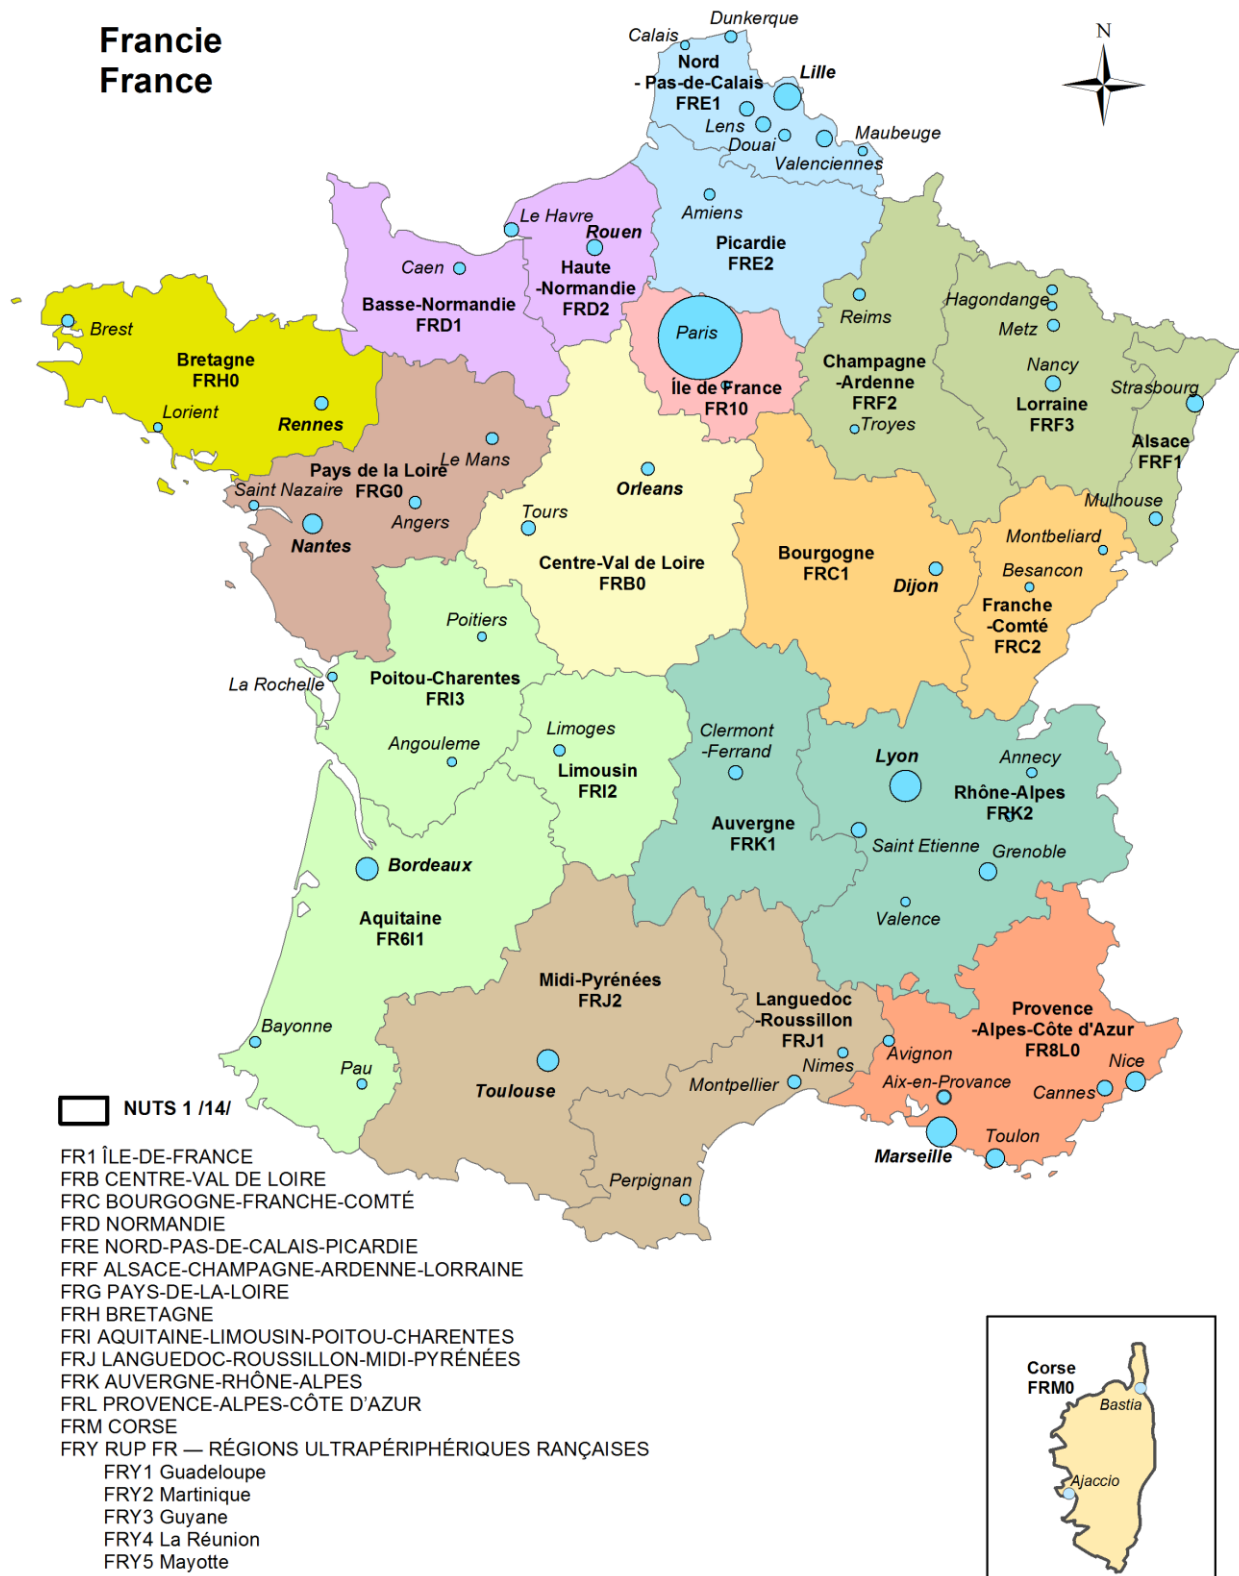 Francie
France
N
Dunkerque
Calais
Nord
- Pas-de-Calais
FRE1
Lille
Lens
Douai
Maubeuge
Valenciennes
Amiens
Picardie
FRE2
Le Havre
Rouen
Haute
-Normandie
FRD2
Caen
Basse-Normandie
FRD1
Brest
Bretagne
FRH0
Lorient
Rennes
Paris
Île de France
FR10
Reims
Champagne
-Ardenne
FRF2
Troyes
Hagondange
Metz
Nancy
Lorraine
FRF3
Strasbourg
Alsace
FRF1
Mulhouse
Le Mans
Pays de la Loire
FRG0
Saint Nazaire
Angers
Nantes
Orleans
Tours
Centre-Val de Loire
FRB0
Bourgogne
FRC1
Dijon
Montbeliard
Besancon
Franche
-Comté
FRC2
Poitiers
La Rochelle
Poitou-Charentes
FRI3
Angouleme
Limoges
Limousin
FRI2
Clermont
-Ferrand
Auvergne
FRK1
Lyon
Annecy
Rhône-Alpes
FRK2
Saint Etienne
Grenoble
Valence
Bordeaux
Aquitaine
FR6I1
Bayonne
Pau
Midi-Pyrénées
FRJ2
Toulouse
Languedoc
-Roussillon
FRJ1
Nimes
Montpellier
Perpignan
Provence
-Alpes-Côte d'Azur
FR8L0
Avignon
Aix-en-Provance
Nice
Cannes
Marseille
Toulon
NUTS 1 /14/
FR1 ÎLE-DE-FRANCE
FRB CENTRE-VAL DE LOIRE
FRC BOURGOGNE-FRANCHE-COMTÉ
FRD NORMANDIE
FRE NORD-PAS-DE-CALAIS-PICARDIE
FRF ALSACE-CHAMPAGNE-ARDENNE-LORRAINE
FRG PAYS-DE-LA-LOIRE
FRH BRETAGNE
FRI AQUITAINE-LIMOUSIN-POITOU-CHARENTES
FRJ LANGUEDOC-ROUSSILLON-MIDI-PYRÉNÉES
FRK AUVERGNE-RHÔNE-ALPES
FRL PROVENCE-ALPES-CÔTE D’AZUR
FRM CORSE
FRY RUP FR — RÉGIONS ULTRAPÉRIPHÉRIQUES RANÇAISES
FRY1 Guadeloupe
FRY2 Martinique
FRY3 Guyane
FRY4 La Réunion
FRY5 Mayotte
Corse
FRM0
Bastia
Ajaccio